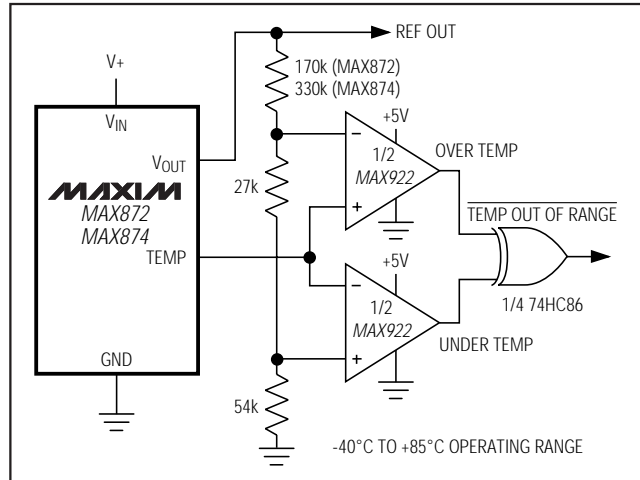 REF OUT
170k (MAX872)
330k (MAX874)
V+
VIN
VOUT
MAXIM
MAX872
MAX874
TEMP
GND
27k
54k
+5V
−
1/2
MAX922
+
OVER TEMP
+5V
−
1/2
MAX922
+
UNDER TEMP
TEMP OUT OF RANGE
1/4 74HC86
-40°C TO +85°C OPERATING RANGE